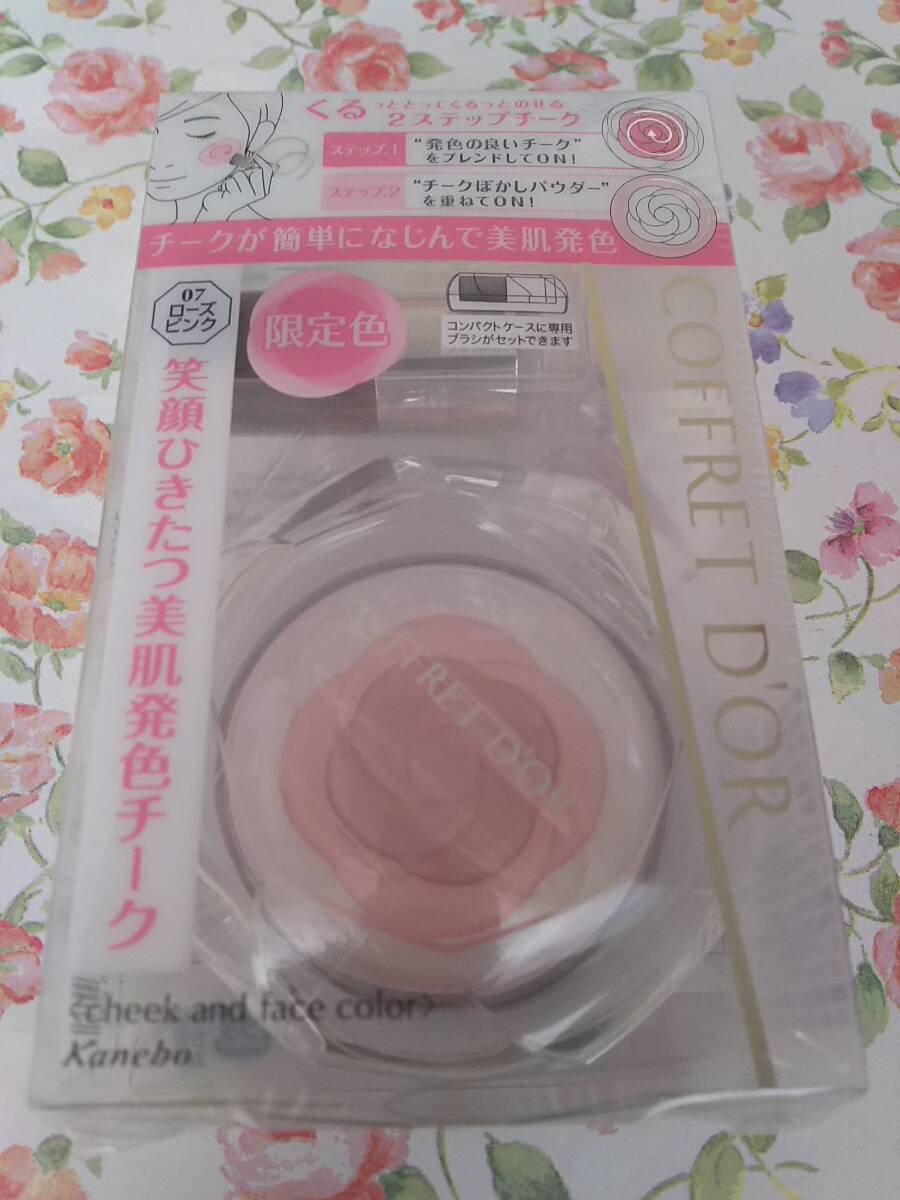 くるっととってくるっとのせる
2ステップチーク
ステップ.1 “発色の良いチーク”
をブレンドしてON!
ステップ.2 “チークぼかしパウダー”
を重ねてON!
チークが簡単になじんで美肌発色
07
ローズ
ピンク
限定色
コンパクトケースに専用
ブラシがセットできます
笑顔ひきたつ美肌発色チーク
COFFRET D'OR
COFFRET D'OR
<cheek and face color>
Kanebo